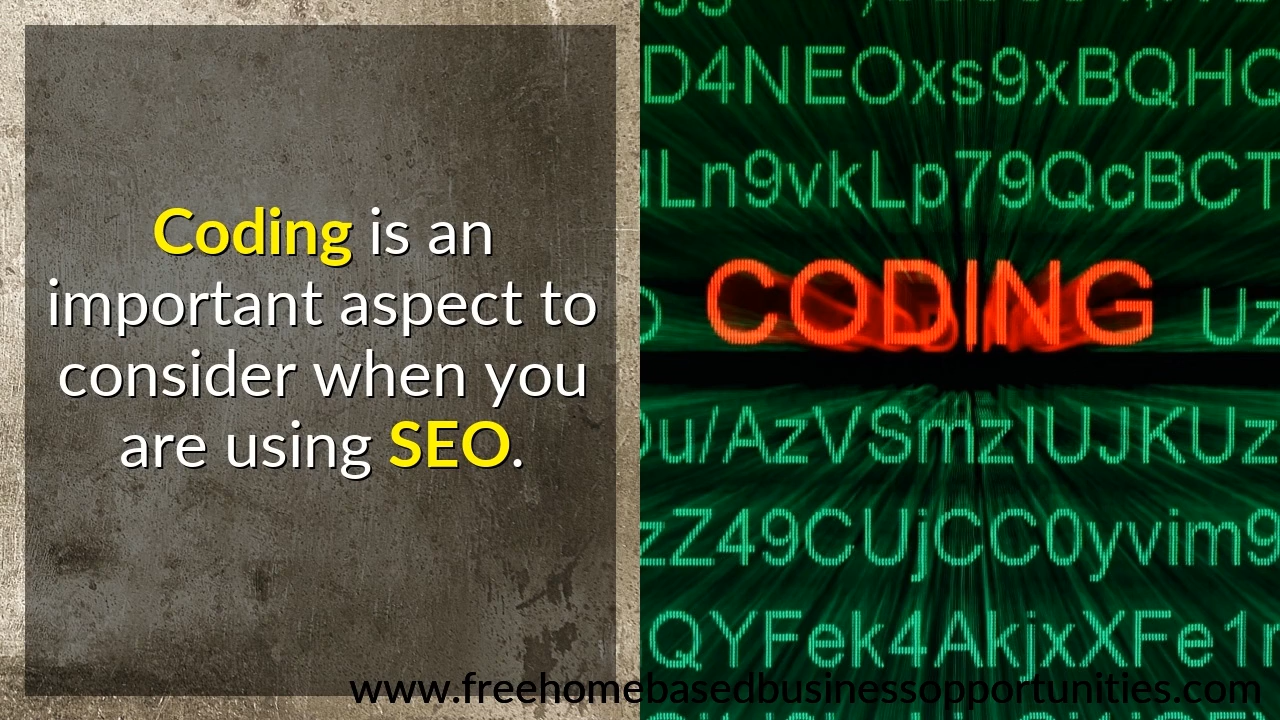 Coding is an
important aspect to
consider when you
are using SEO.
D4NEOxs9xBQHQ
Ln9vkLp79QcBCT
CODING Uz
u/AzVSmzIUJKUz
zZ49CUjCC0yvim9
QYFek4AkjxXFe1
www.freehomebasedbusinessopportunities.com